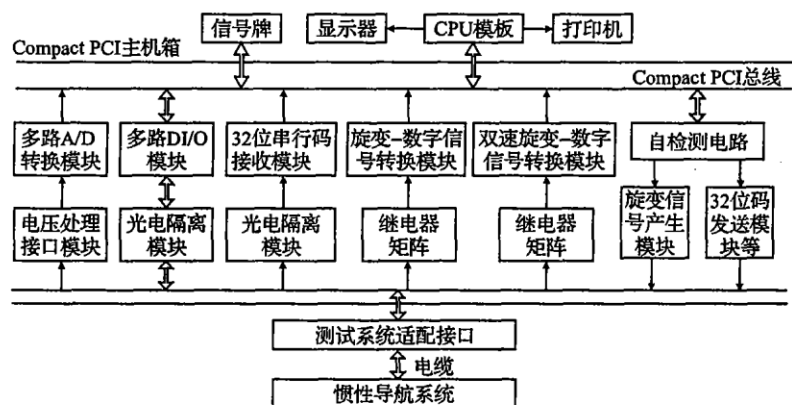 信号牌
显示器
CPU模板
打印机
Compact PCI主机箱
Compact PCI总线
多路A/D
转换模块
多路DI/O
模块
32位串行码
接收模块
旋变–数字信
号转换模块
双速旋变–数字
信号转换模块
自检测电路
电压处理
接口模块
光电隔离
模块
光电隔离
模块
继电器
矩阵
继电器
矩阵
旋变信
号产生
模块
32位码
发送模
块等
测试系统适配接口
电缆
惯性导航系统